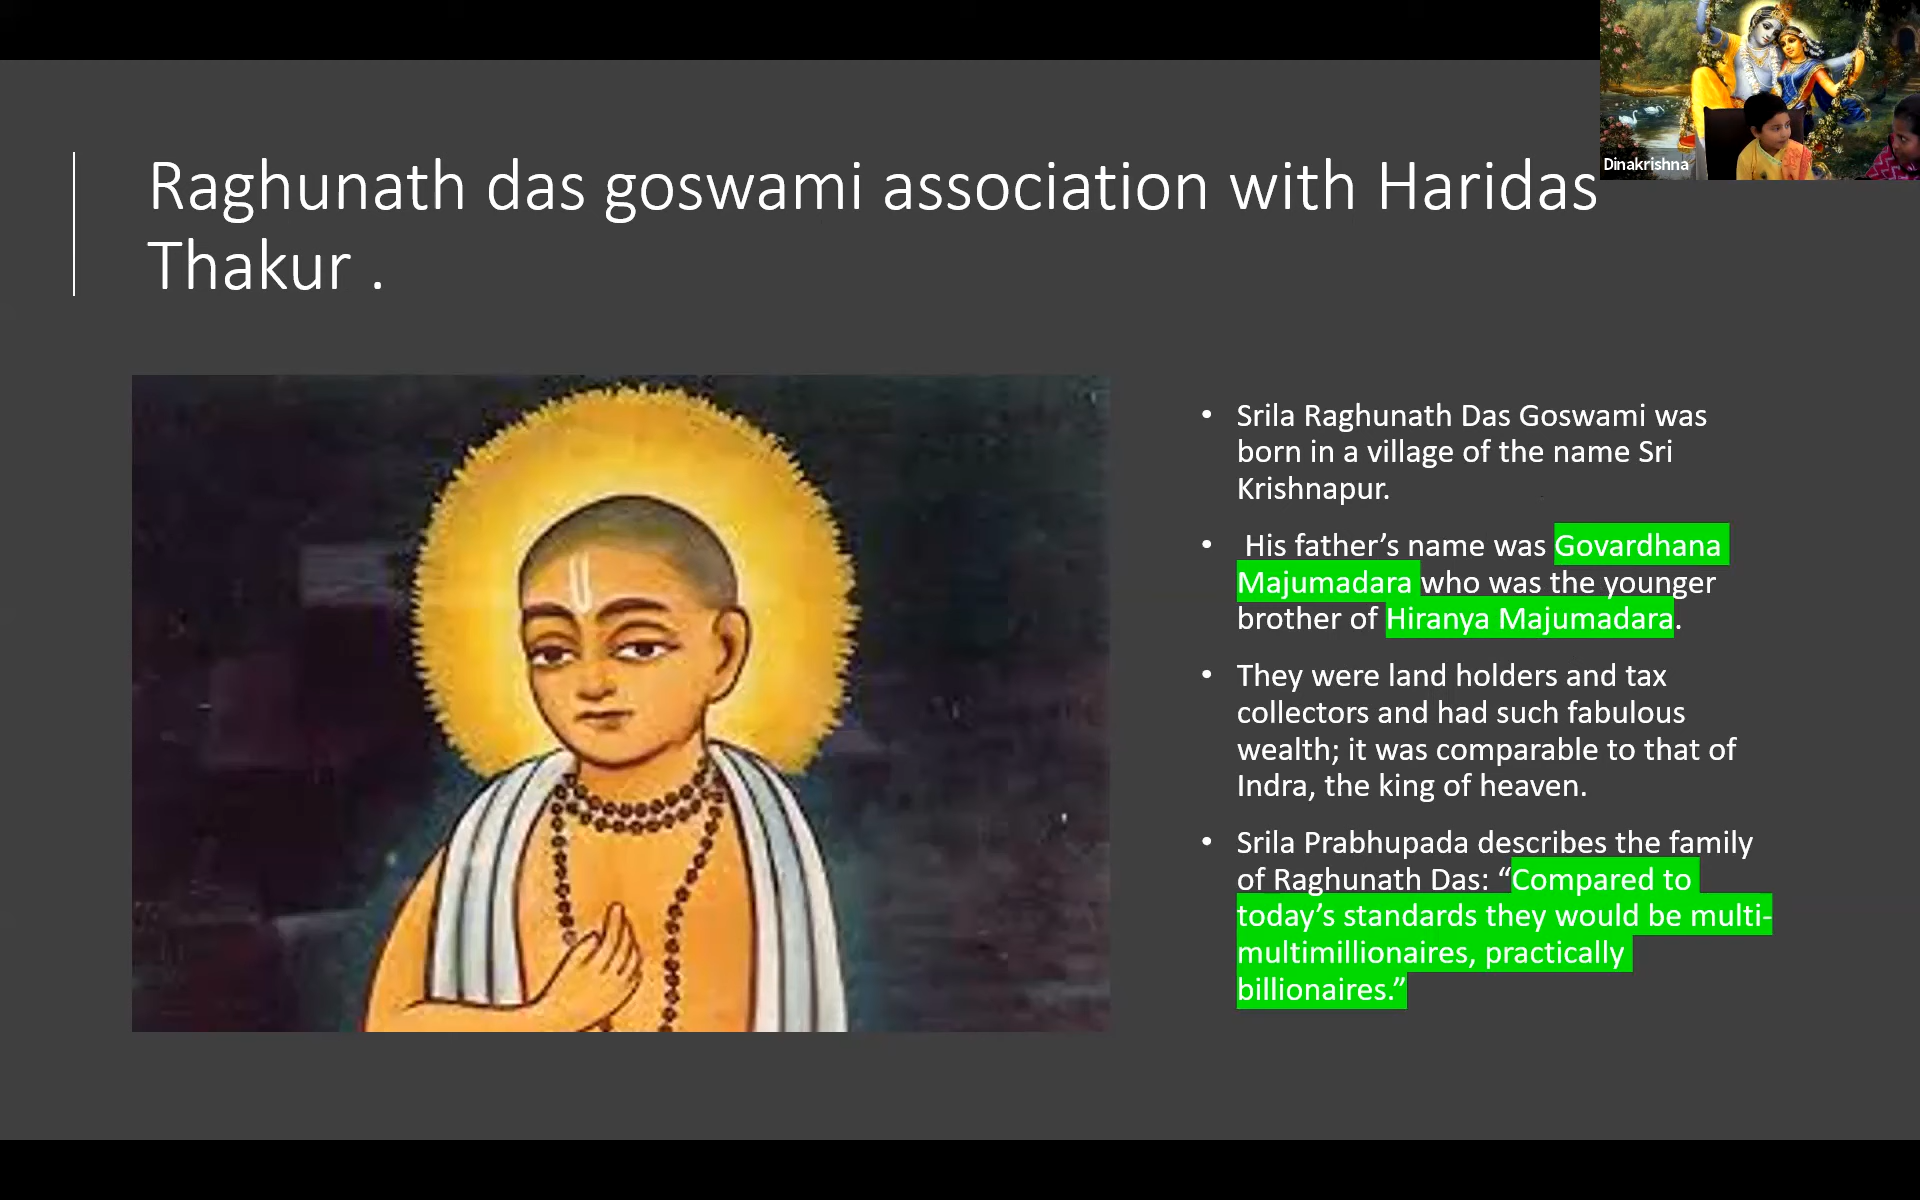 Dinakrishna
Raghunath das goswami association with Haridas
Thakur .
• Srila Raghunath Das Goswami was
born in a village of the name Sri
Krishnapur.
• His father’s name was Govardhana
Majumadara who was the younger
brother of Hiranya Majumadara.
• They were land holders and tax
collectors and had such fabulous
wealth; it was comparable to that of
Indra, the king of heaven.
• Srila Prabhupada describes the family
of Raghunath Das: “Compared to
today’s standards they would be multi-
multimillionaires, practically
billionaires.”